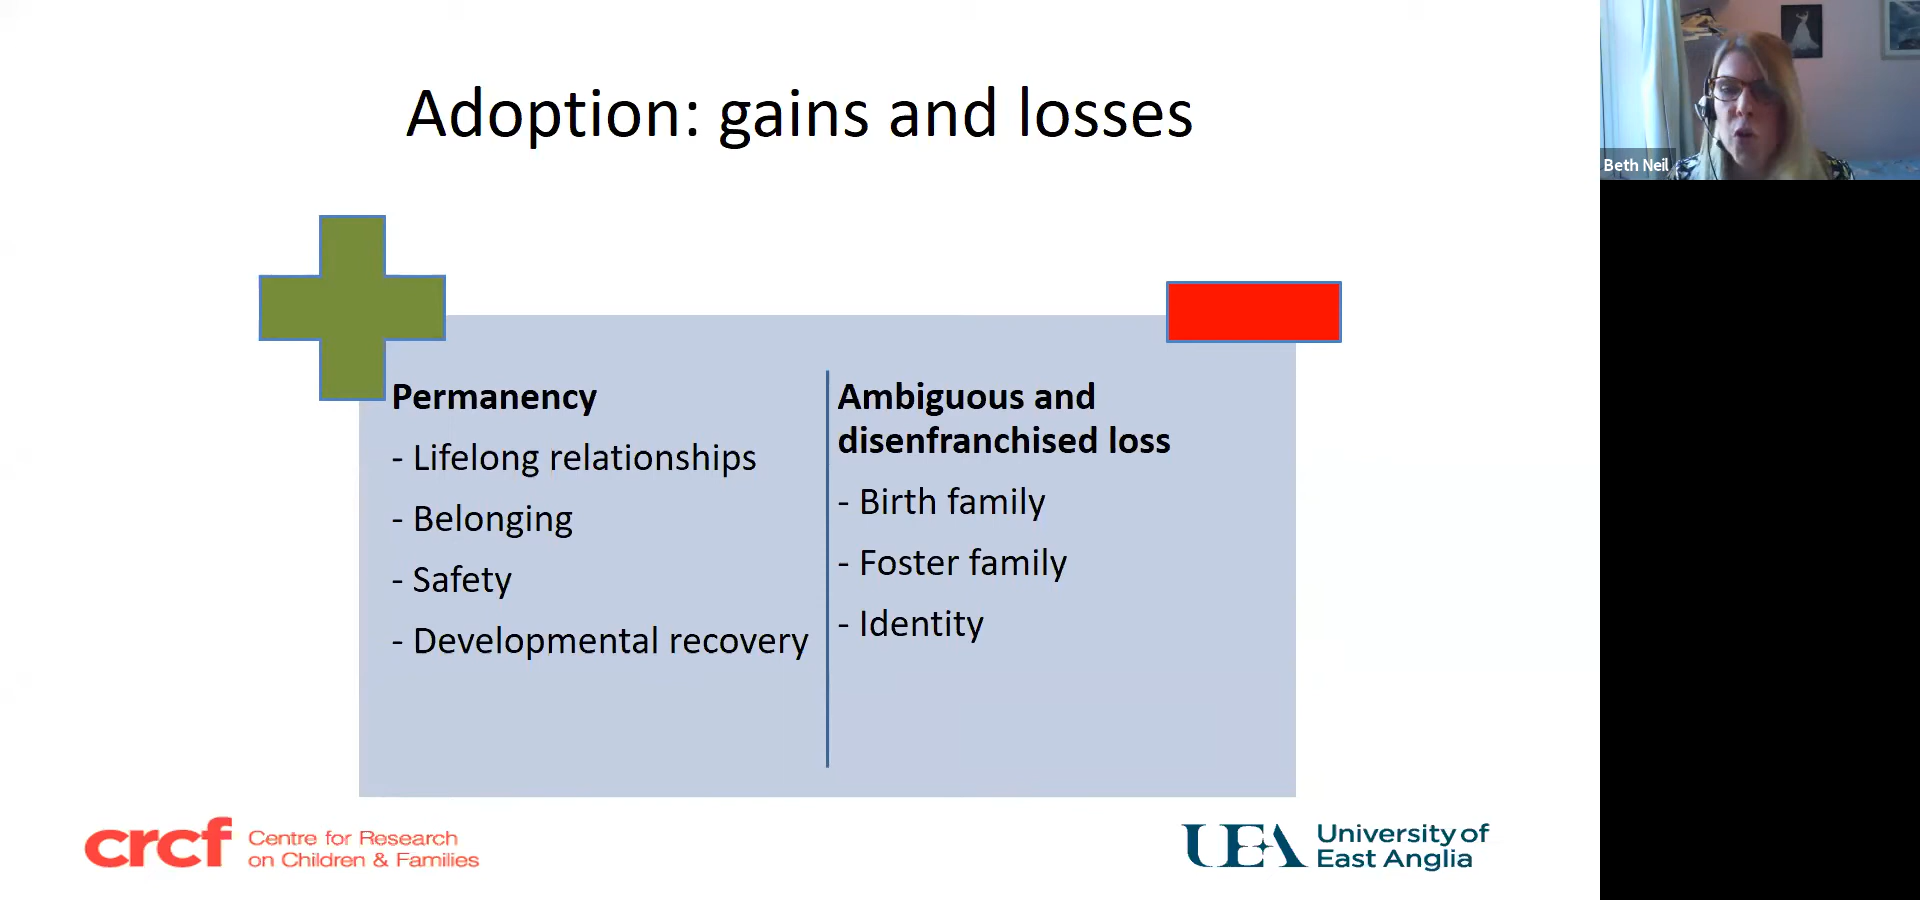 Adoption: gains and losses
Beth Neil
Permanency
- Lifelong relationships
- Belonging
- Safety
- Developmental recovery
Ambiguous and
disenfranchised loss
- Birth family
- Foster family
- Identity
crcf
Centre for Research
on Children & Families
UEA
University of
East Anglia